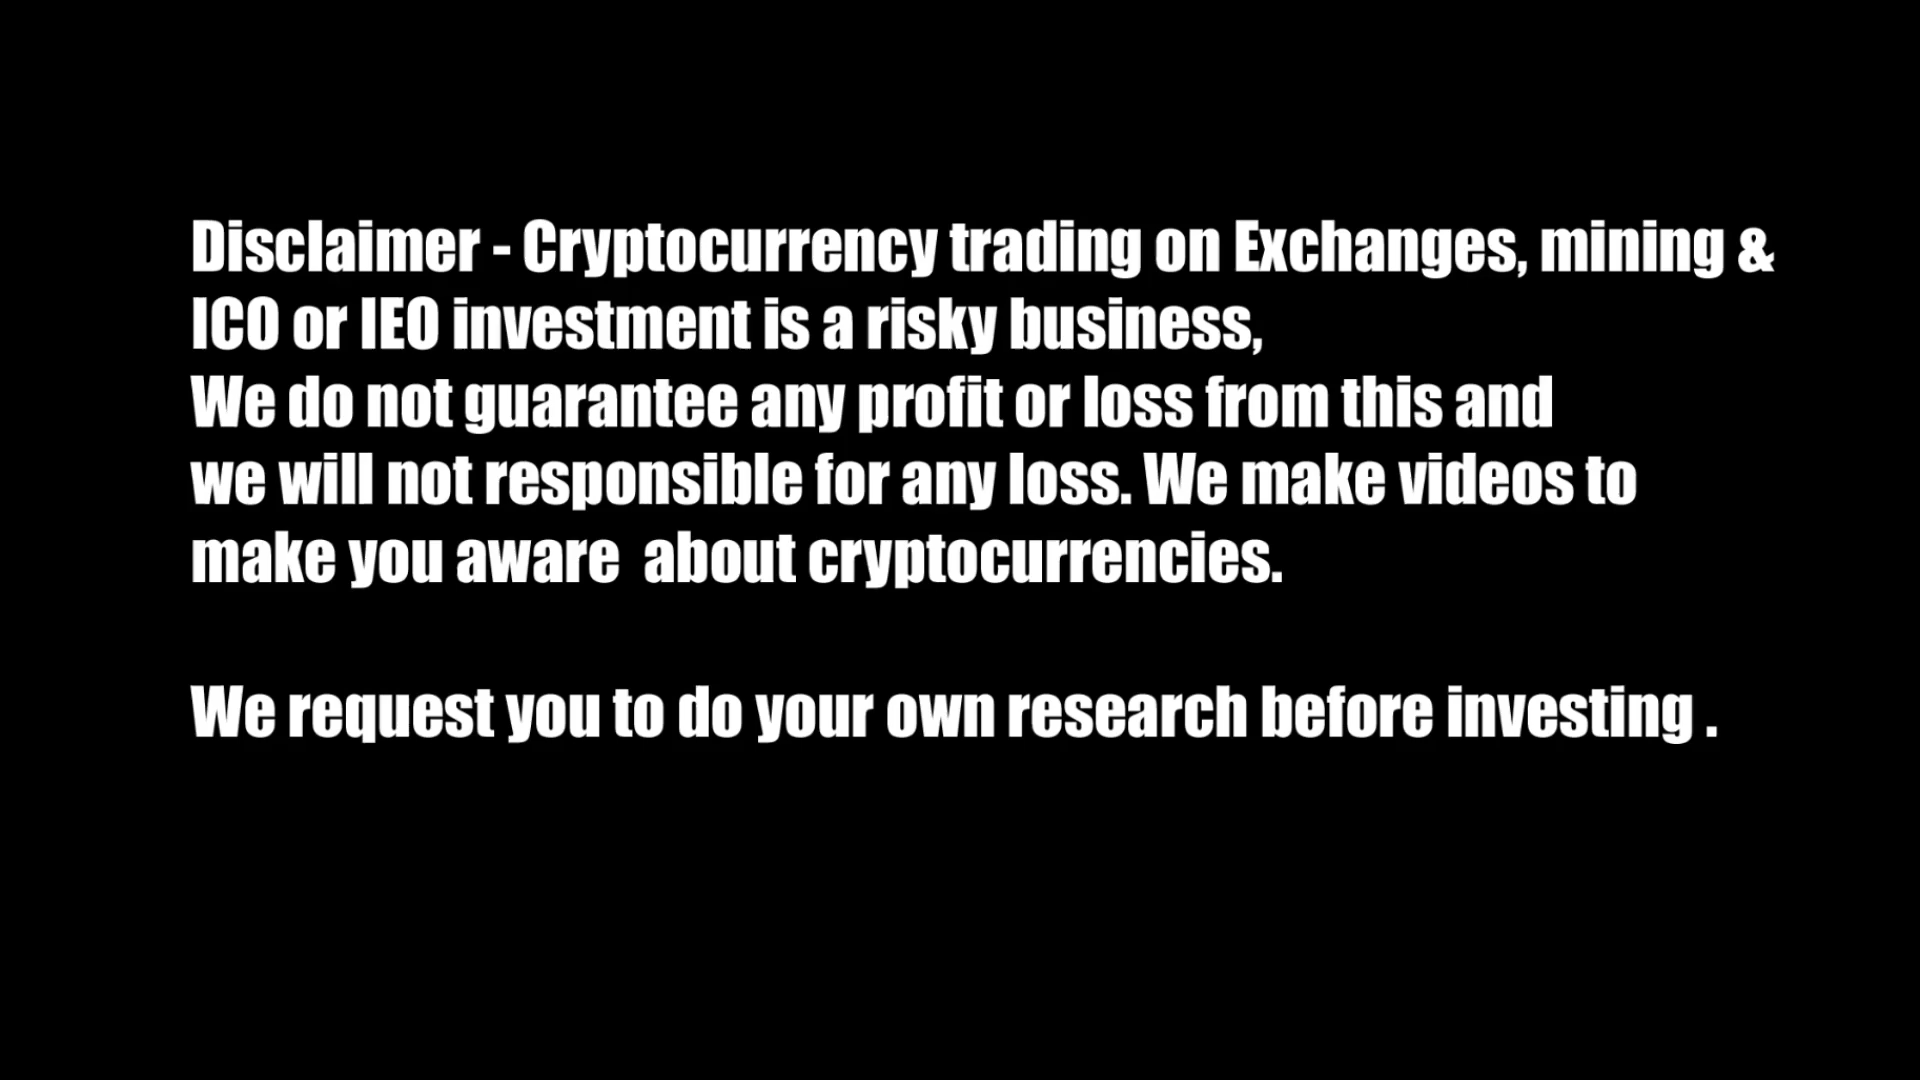 Disclaimer - Cryptocurrency trading on Exchanges, mining &
ICO or IEO investment is a risky business,
We do not guarantee any profit or loss from this and
we will not responsible for any loss. We make videos to
make you aware  about cryptocurrencies.
We request you to do your own research before investing .